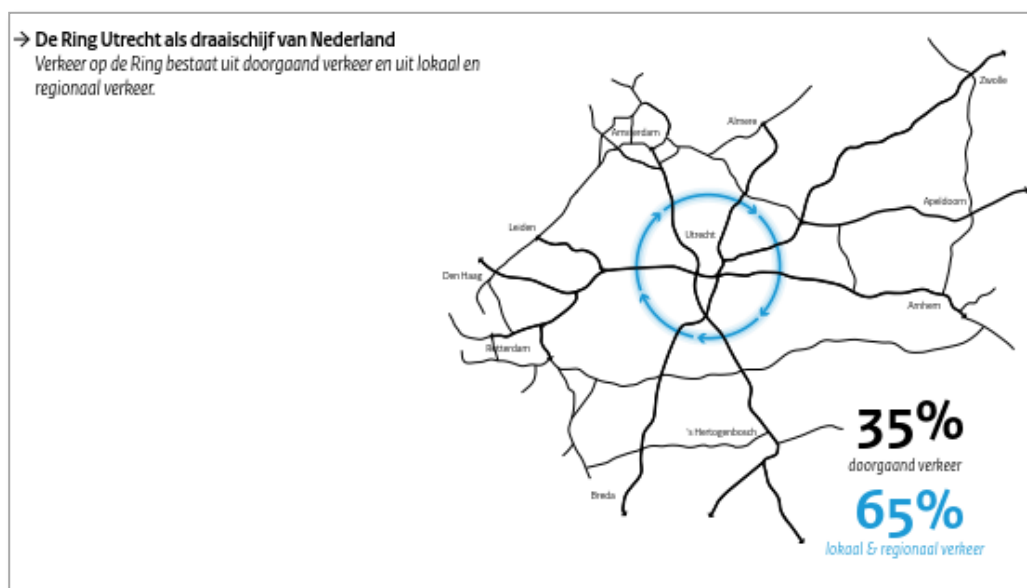 → De Ring Utrecht als draaischijf van Nederland
Verkeer op de Ring bestaat uit doorgaand verkeer en uit lokaal en
regionaal verkeer.
Zwolle
Almere
Amsterdam
Apeldoorn
Leiden
Utrecht
Den Haag
Arnhem
Rotterdam
's Hertogenbosch
Breda
35%
doorgaand verkeer
65%
lokaal & regionaal verkeer